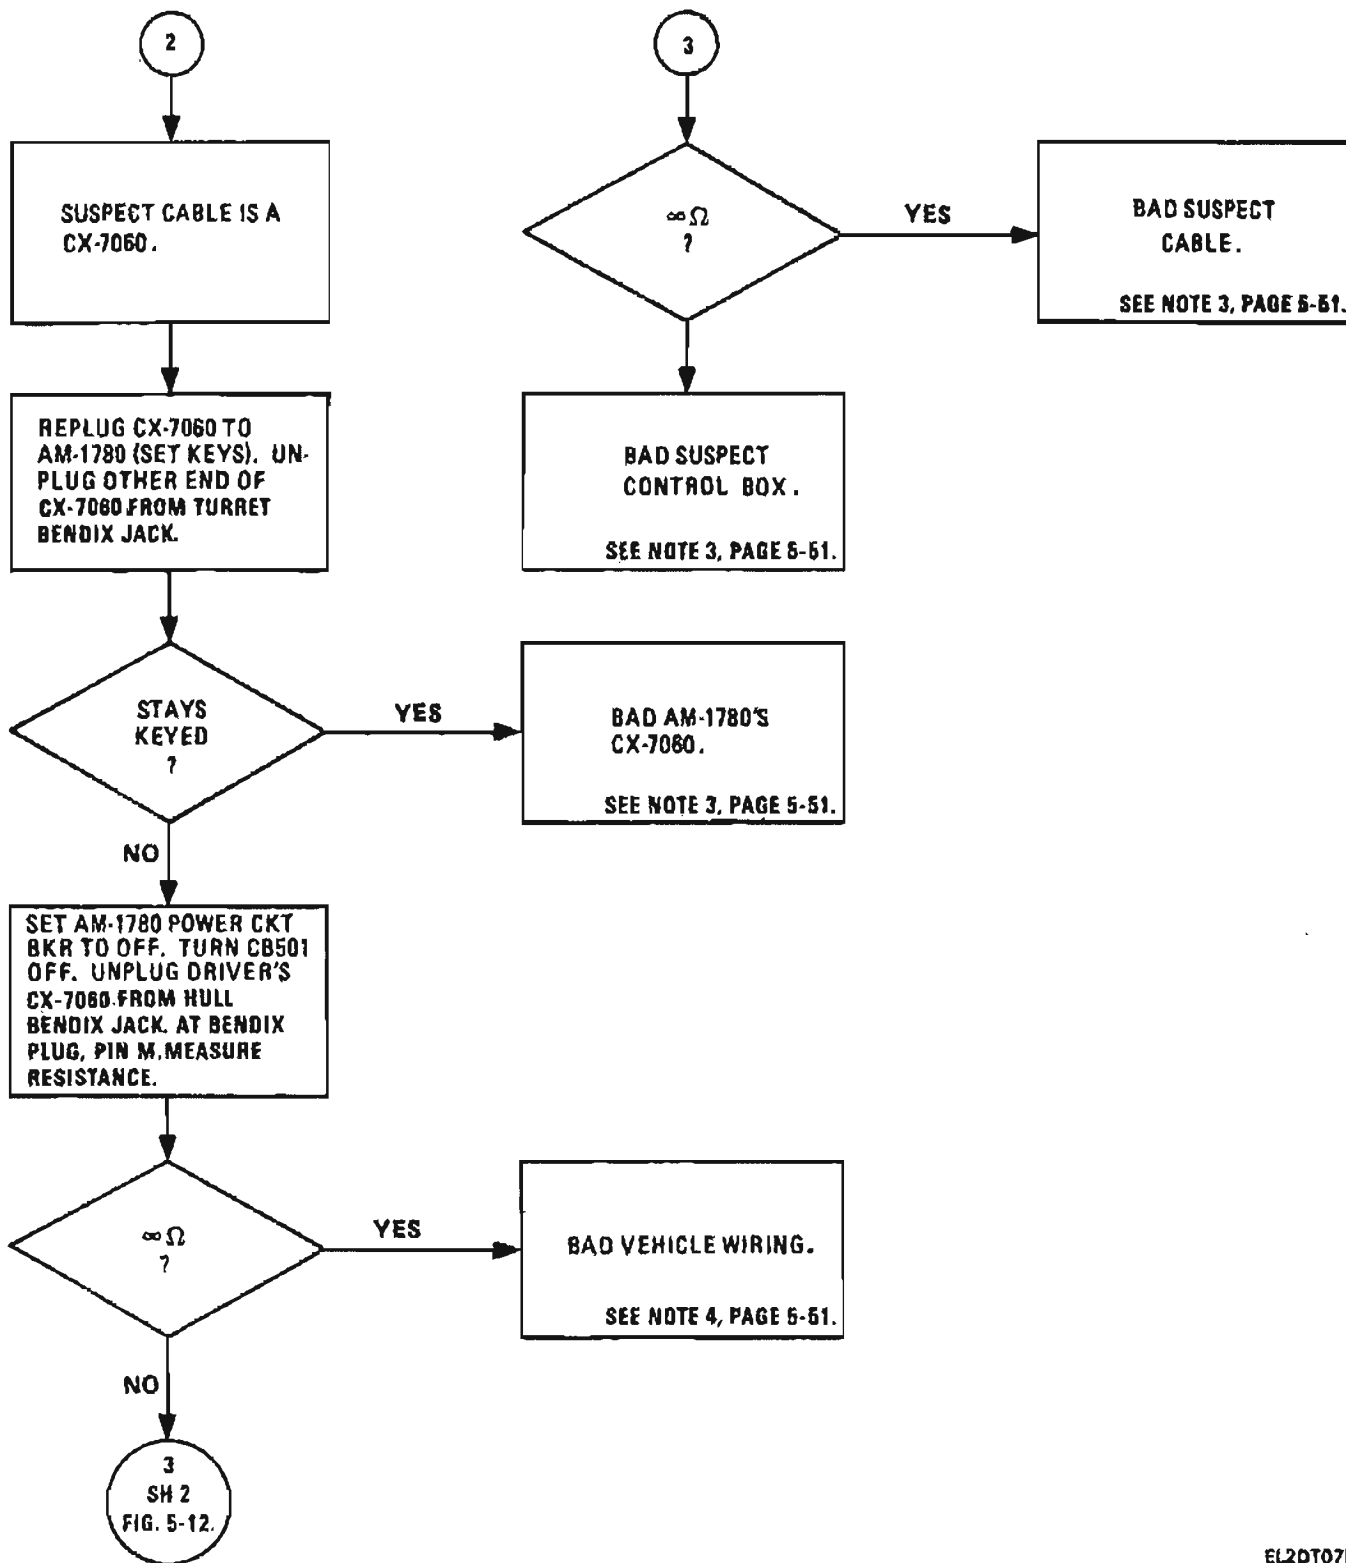 2
SUSPECT CABLE IS A
CX-7060.
REPLUG CX-7060 TO
AM-1780 (SET KEYS). UN-
PLUG OTHER END OF
CX-7060 FROM TURRET
BENDIX JACK.
STAYS
KEYED
?
YES
BAD AM-1780'S
CX-7060.
SEE NOTE 3, PAGE 5-51.
NO
SET AM-1780 POWER CKT
BKR TO OFF. TURN CB501
OFF. UNPLUG DRIVER'S
CX-7060 FROM HULL
BENDIX JACK. AT BENDIX
PLUG, PIN M, MEASURE
RESISTANCE.
∞ Ω
?
YES
BAD VEHICLE WIRING.
SEE NOTE 4, PAGE 5-51.
NO
3
SH 2
FIG. 5-12.
3
∞ Ω
?
YES
BAD SUSPECT
CABLE.
SEE NOTE 3, PAGE 5-51.
BAD SUSPECT
CONTROL BOX.
SEE NOTE 3, PAGE 5-51.